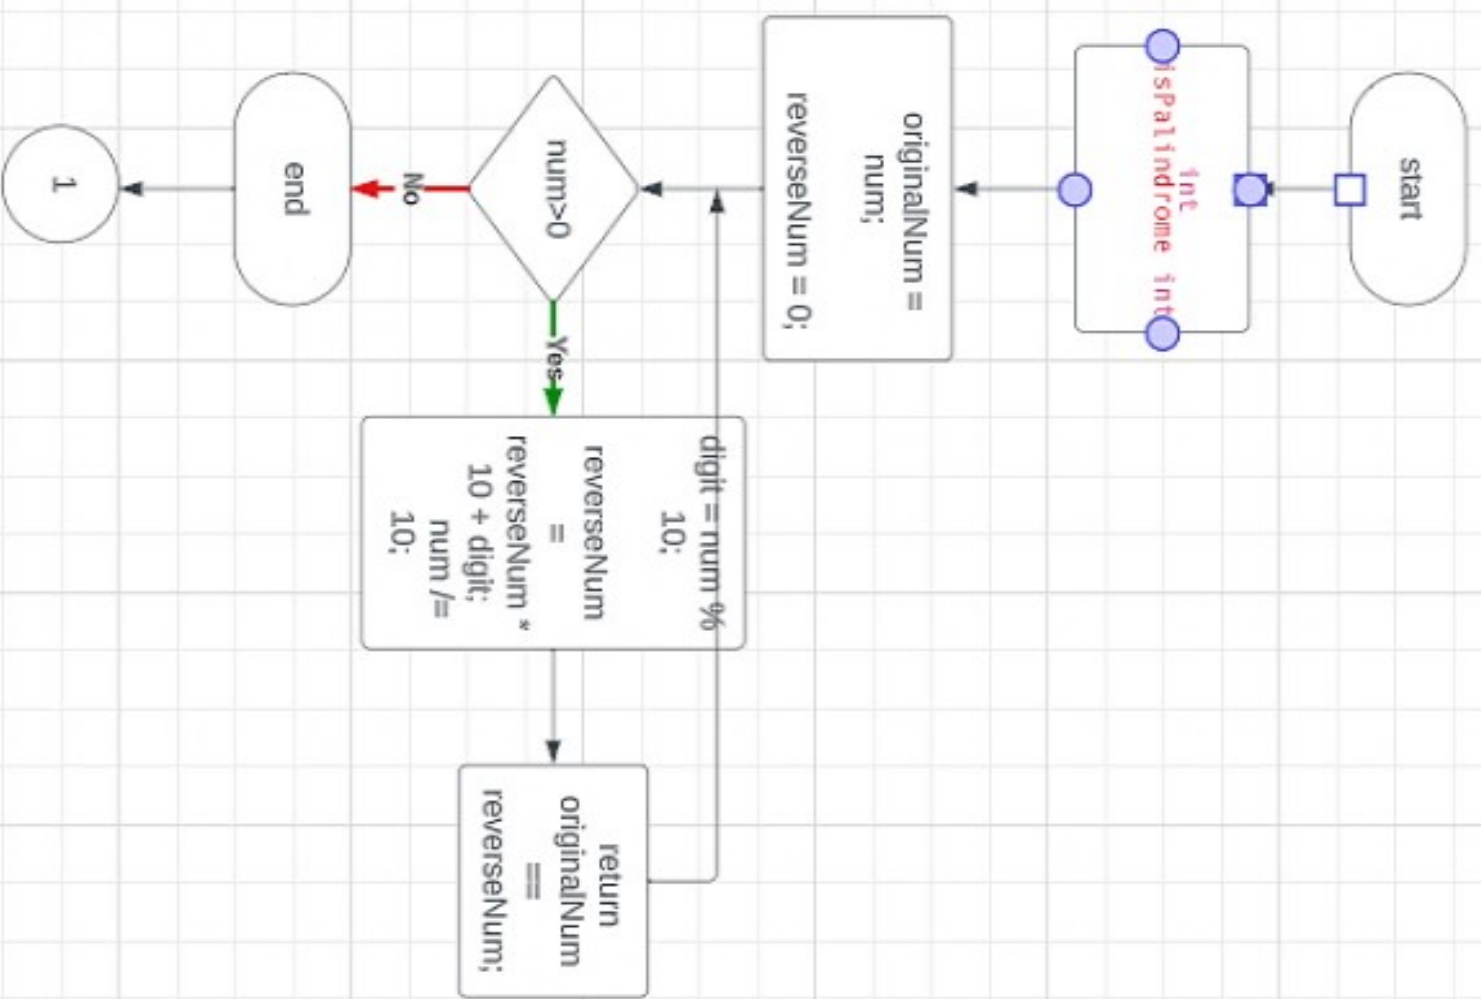 start
int
isPalindrome int
originalNum =
num;
reverseNum = 0;
num>0
Yes
No
digit = num %
10;
reverseNum
=
reverseNum *
10 + digit;
num /=
10;
return
originalNum
==
reverseNum;
end
1